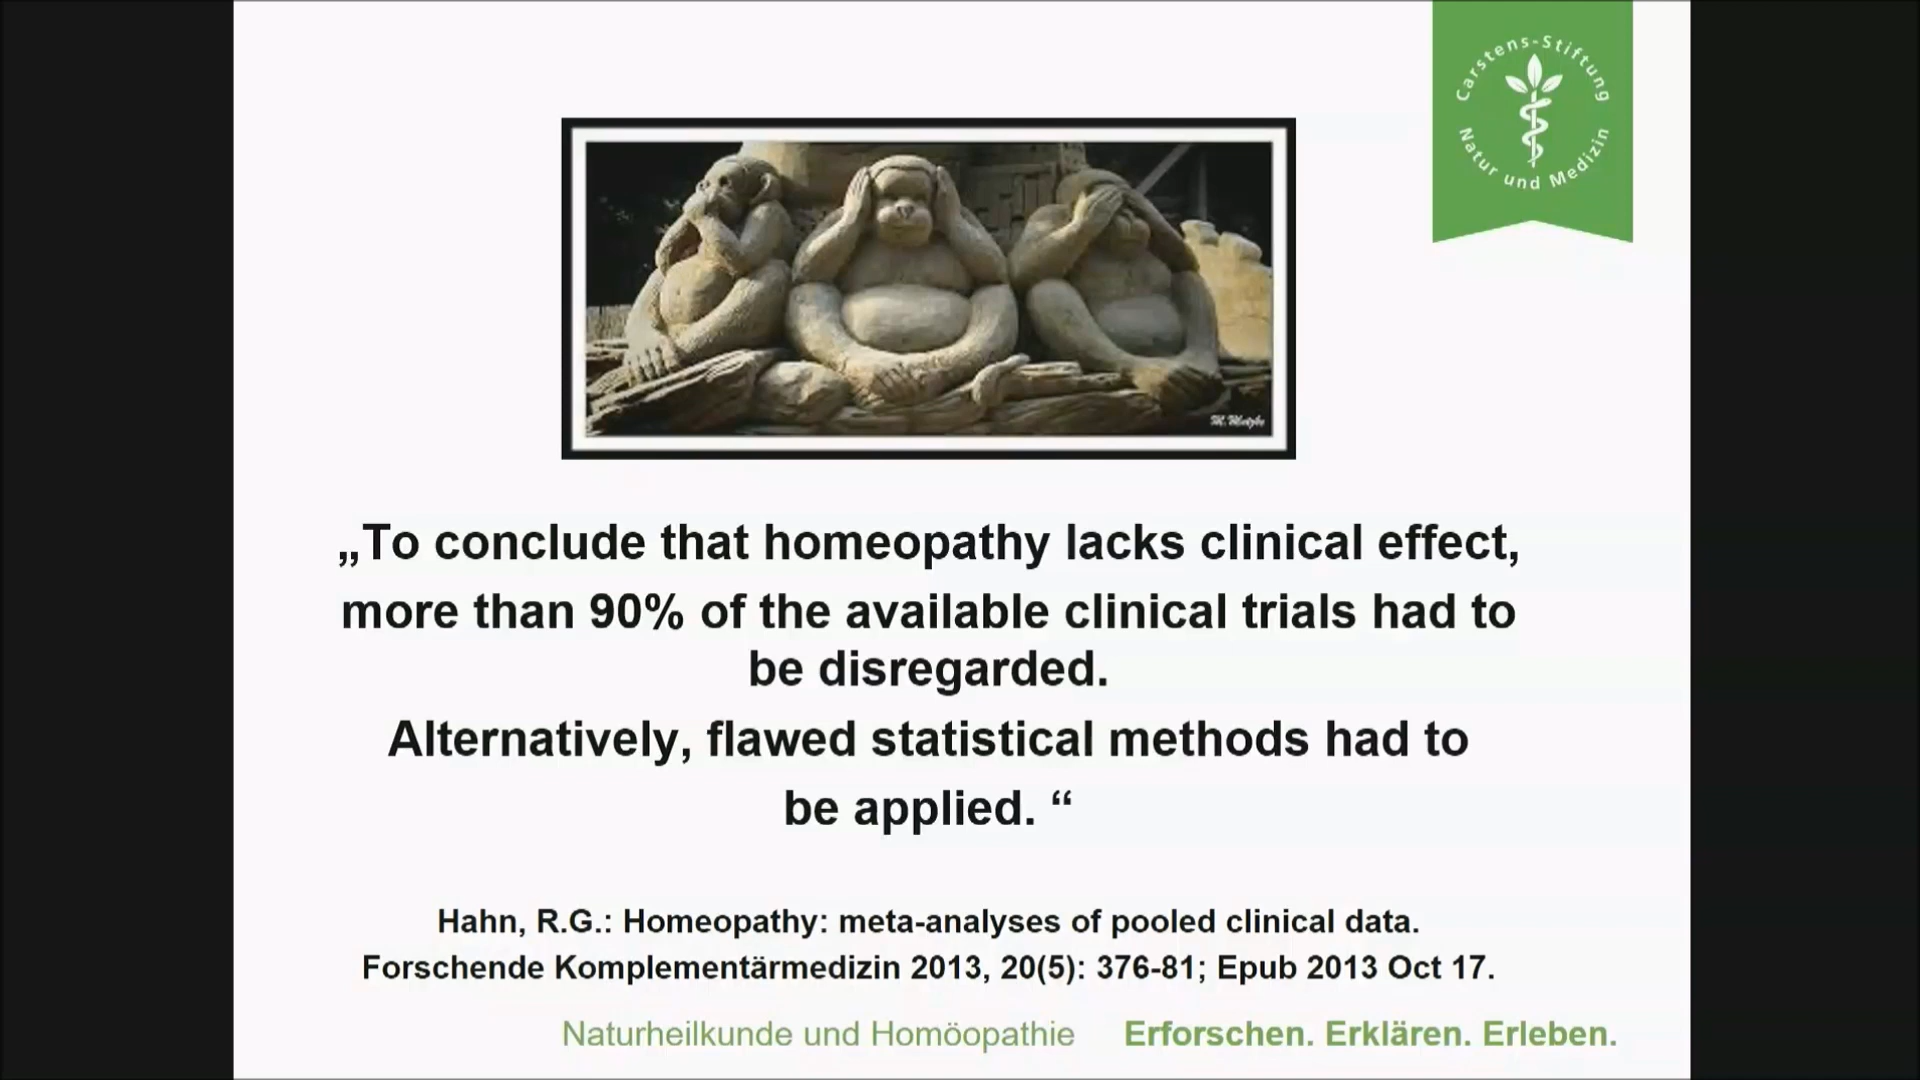 Carstens-Stiftung
Natur und Medizin
„To conclude that homeopathy lacks clinical effect,
more than 90% of the available clinical trials had to
be disregarded.
Alternatively, flawed statistical methods had to
be applied. “
Hahn, R.G.: Homeopathy: meta-analyses of pooled clinical data.
Forschende Komplementärmedizin 2013, 20(5): 376-81; Epub 2013 Oct 17.
Naturheilkunde und Homöopathie Erforschen. Erklären. Erleben.